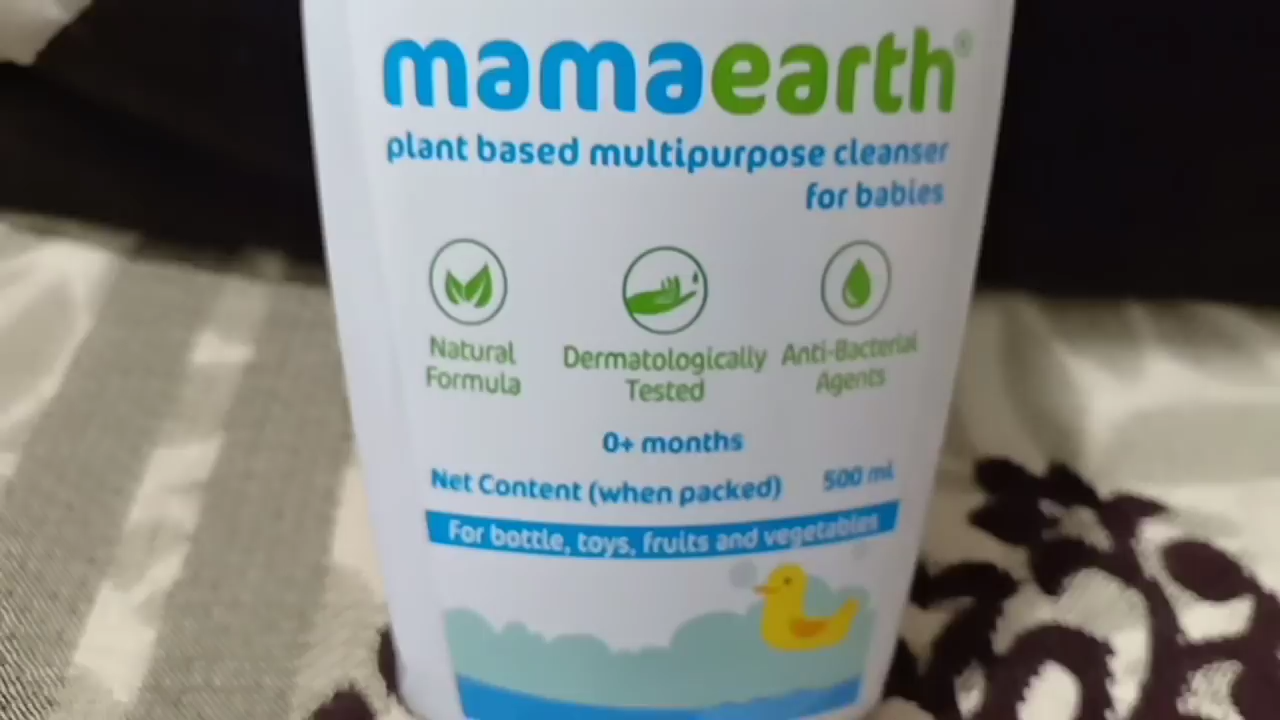 mamaearth®
plant based multipurpose cleanser
for babies
Natural
Formula
Dermatologically
Tested
Anti-Bacterial
Agents
0+ months
Net Content (when packed) 500 ml
For bottle, toys, fruits and vegetables